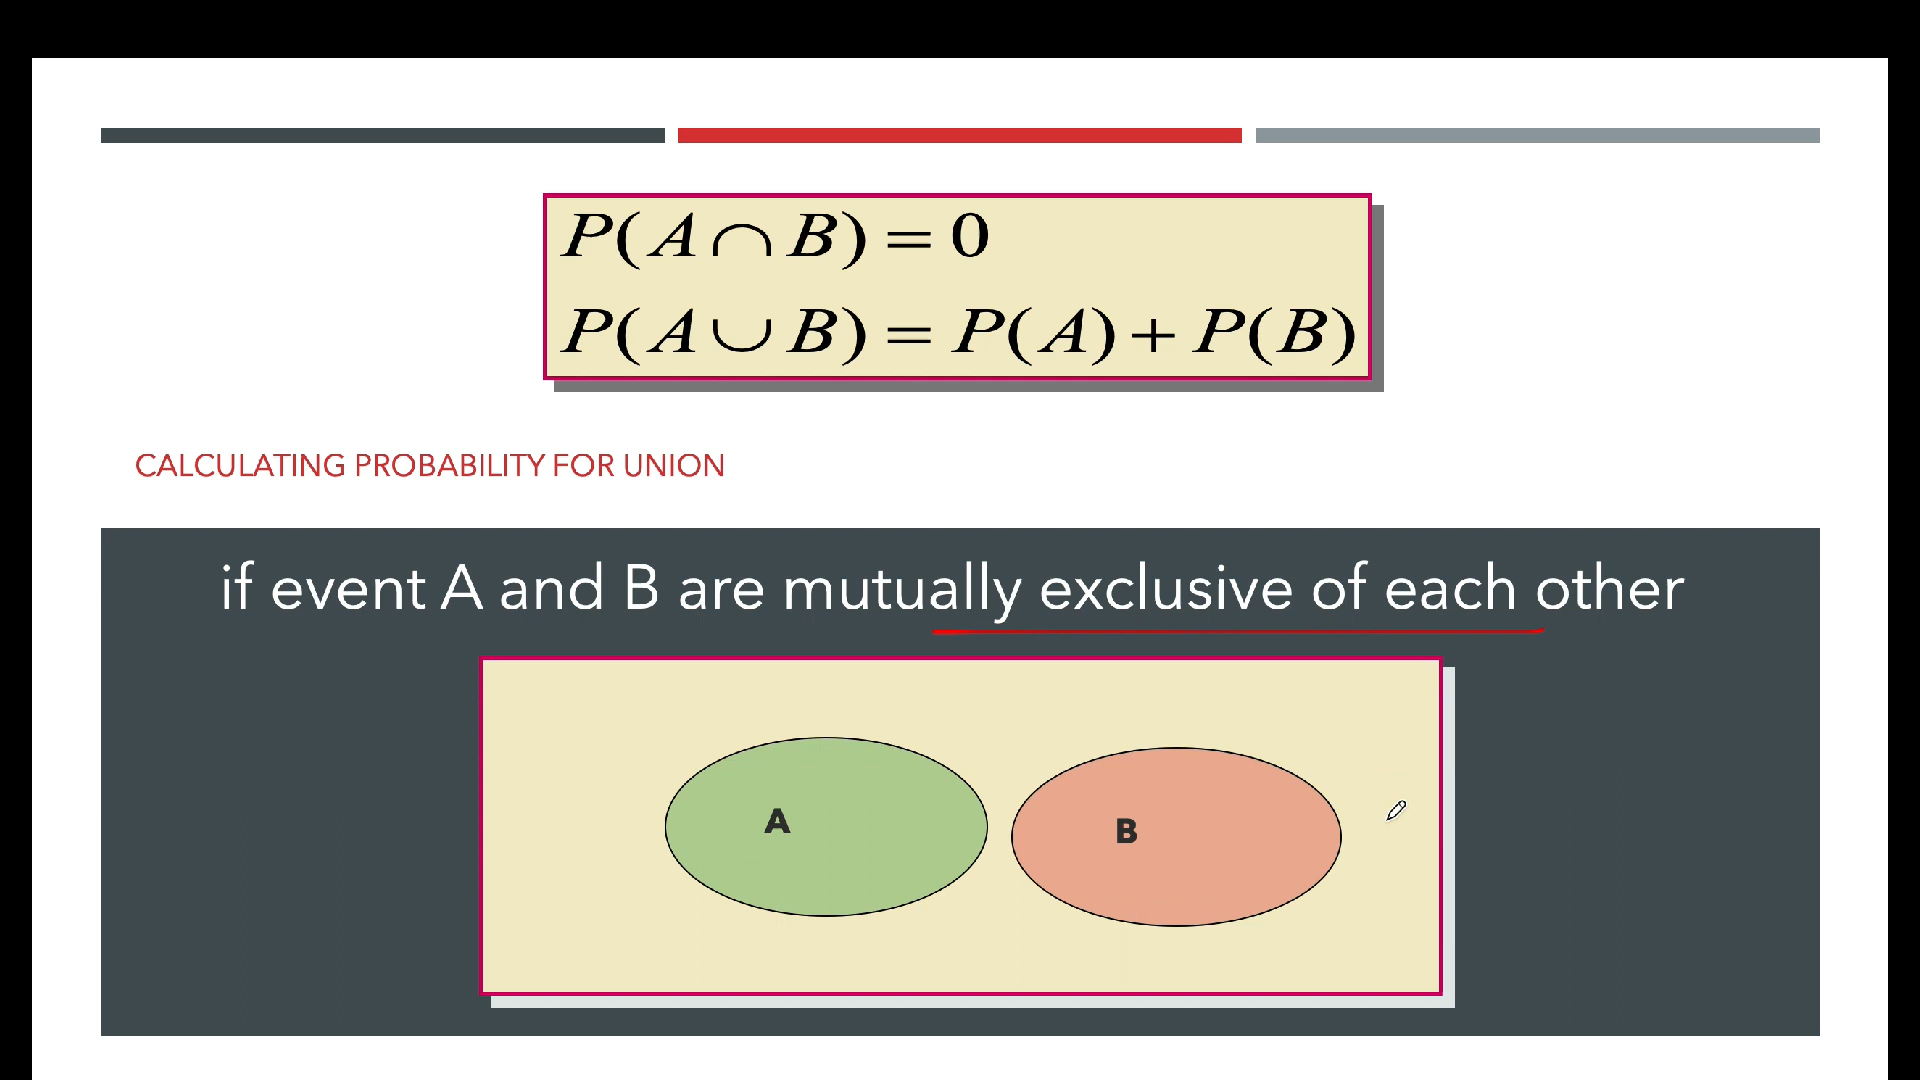 P(A ∩ B) = 0
P(A ∪ B) = P(A) + P(B)
CALCULATING PROBABILITY FOR UNION
if event A and B are mutually exclusive of each other
A
B